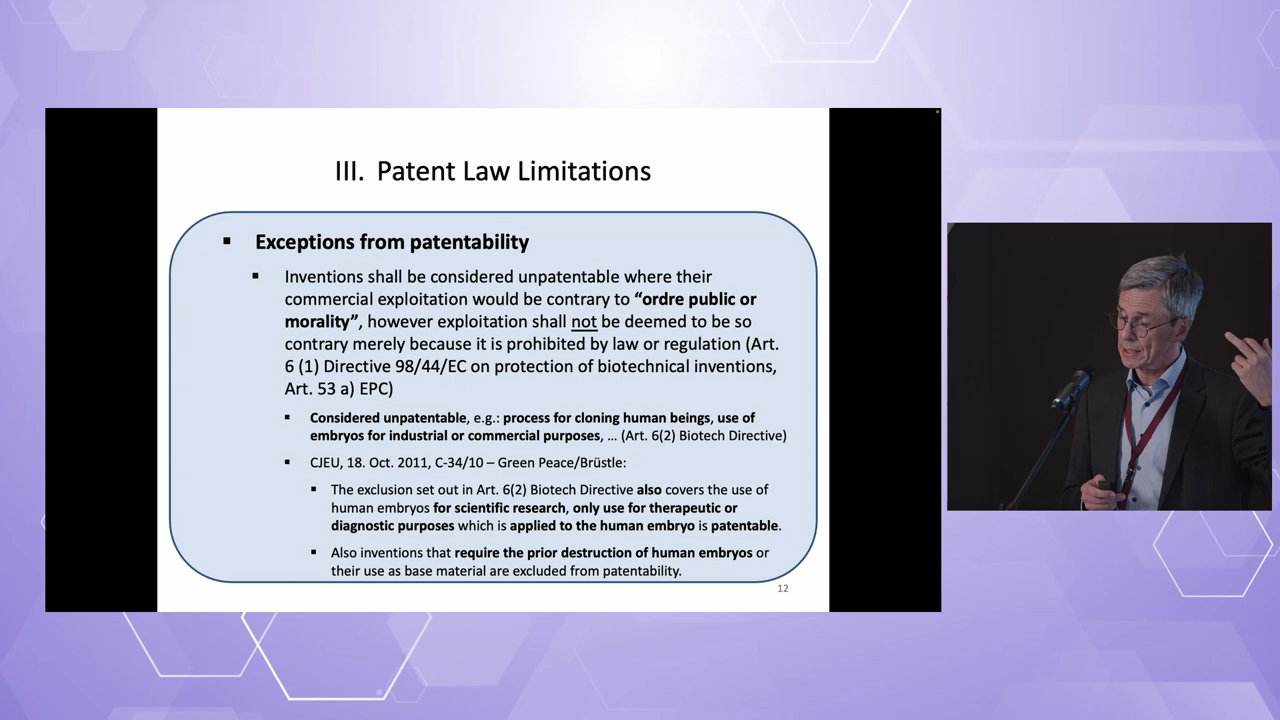 III. Patent Law Limitations
▪ Exceptions from patentability
▪ Inventions shall be considered unpatentable where their
commercial exploitation would be contrary to “ordre public or
morality”, however exploitation shall not be deemed to be so
contrary merely because it is prohibited by law or regulation (Art.
6 (1) Directive 98/44/EC on protection of biotechnical inventions,
Art. 53 a) EPC)
▪ Considered unpatentable, e.g.: process for cloning human beings, use of
embryos for industrial or commercial purposes, … (Art. 6(2) Biotech Directive)
▪ CJEU, 18. Oct. 2011, C-34/10 – Green Peace/Brüstle:
▪ The exclusion set out in Art. 6(2) Biotech Directive also covers the use of
human embryos for scientific research, only use for therapeutic or
diagnostic purposes which is applied to the human embryo is patentable.
▪ Also inventions that require the prior destruction of human embryos or
their use as base material are excluded from patentability.
12